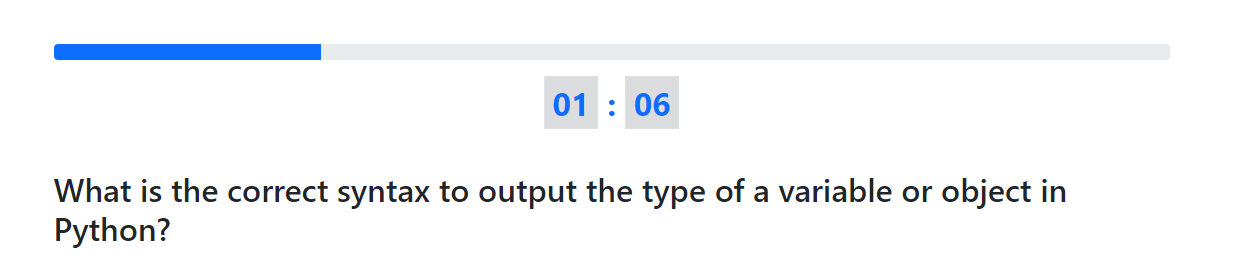 01 : 06
What is the correct syntax to output the type of a variable or object in
Python?